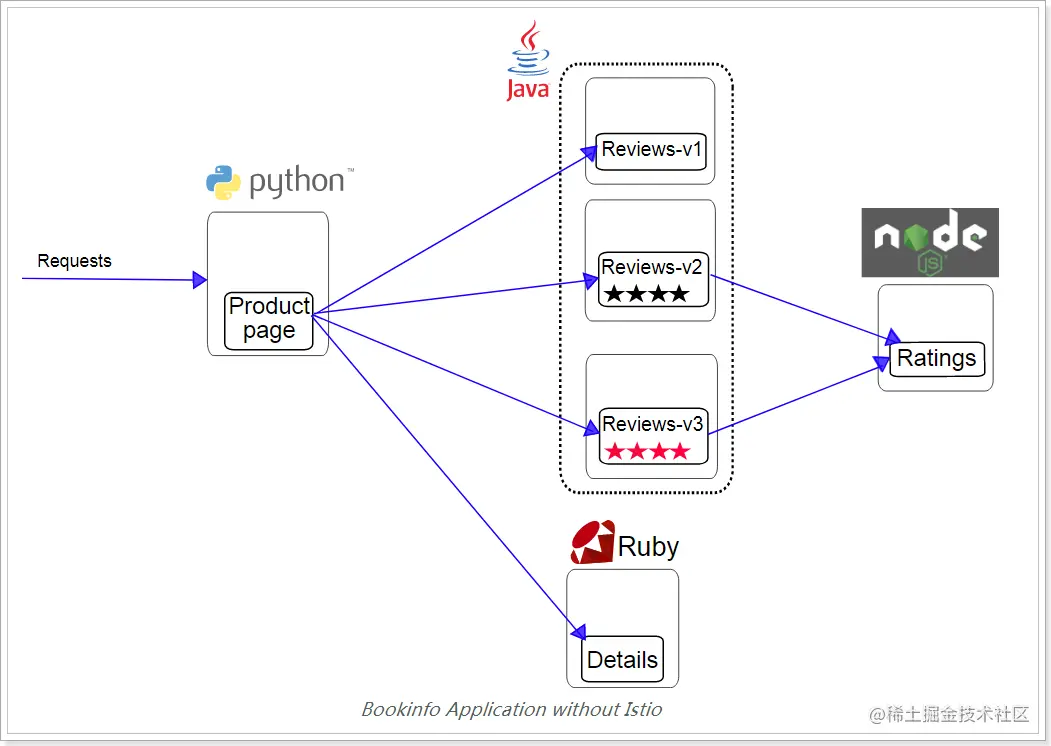 Java
python™
Requests
Product
page
Reviews-v1
Reviews-v2
Reviews-v3
node
JS
Ratings
Ruby
Details
Bookinfo Application without Istio
@稀土掘金技术社区